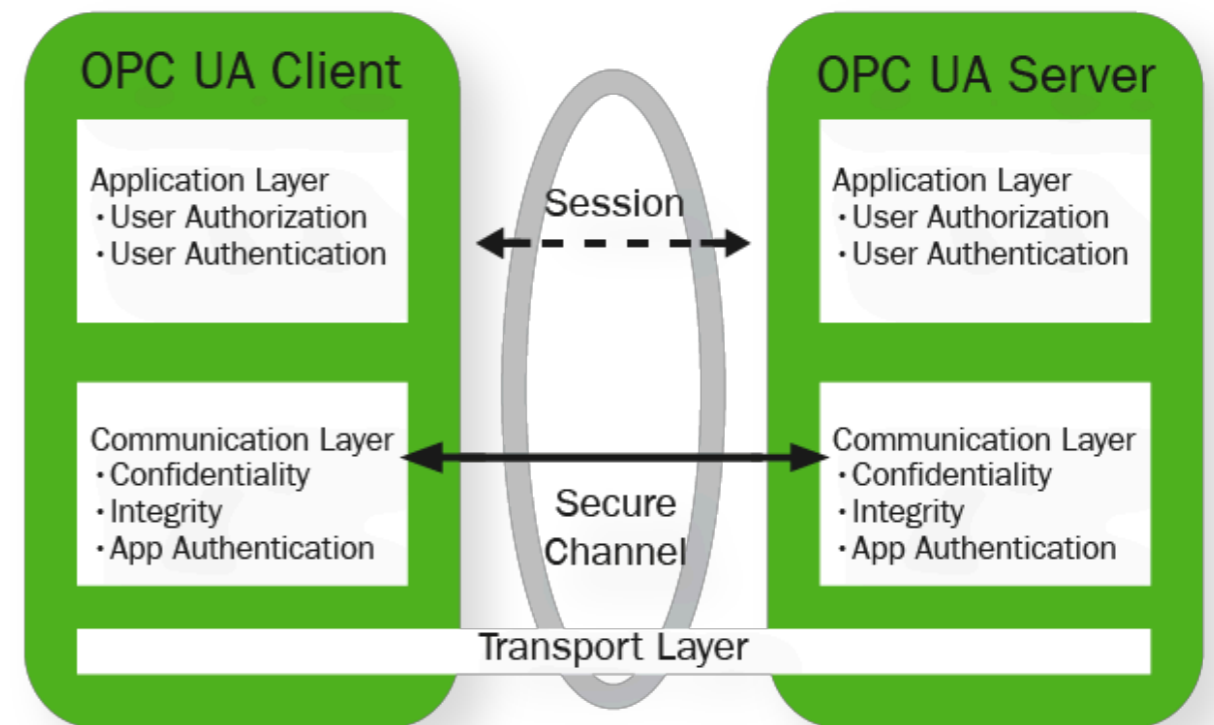 OPC UA Client
Application Layer
• User Authorization
• User Authentication
Communication Layer
• Confidentiality
• Integrity
• App Authentication
Session
Secure
Channel
OPC UA Server
Application Layer
• User Authorization
• User Authentication
Communication Layer
• Confidentiality
• Integrity
• App Authentication
Transport Layer